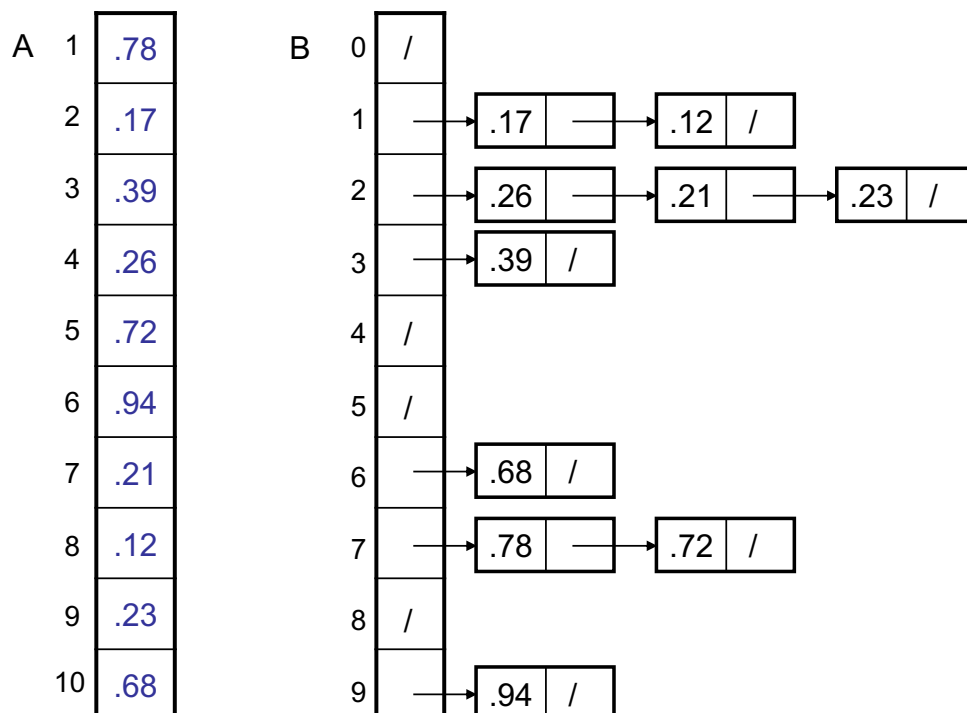 A 1 .78 B 0 /
2 .17 1 .17 .12 /
3 .39 2 .26 .21 .23 /
4 .26 3 .39 /
5 .72 4 /
6 .94 5 /
7 .21 6 .68 /
8 .12 7 .78 .72 /
9 .23 8 /
10 .68 9 .94 /